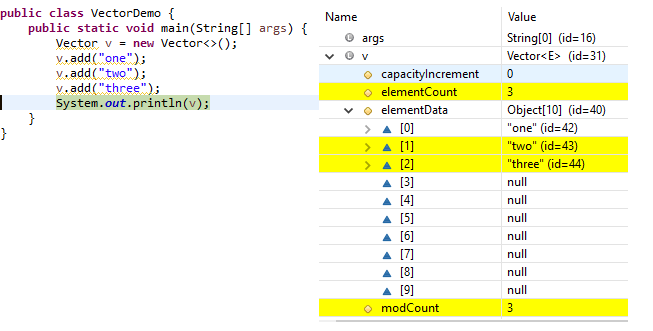 public class VectorDemo {
public static void main(String[] args) {
Vector v = new Vector<>();
v.add("one");
v.add("two");
v.add("three");
System.out.println(v);
}
}
Name Value
args String[0] (id=16)
v Vector<E> (id=31)
capacityIncrement 0
elementCount 3
elementData Object[10] (id=40)
[0] "one" (id=42)
[1] "two" (id=43)
[2] "three" (id=44)
[3] null
[4] null
[5] null
[6] null
[7] null
[8] null
[9] null
modCount 3